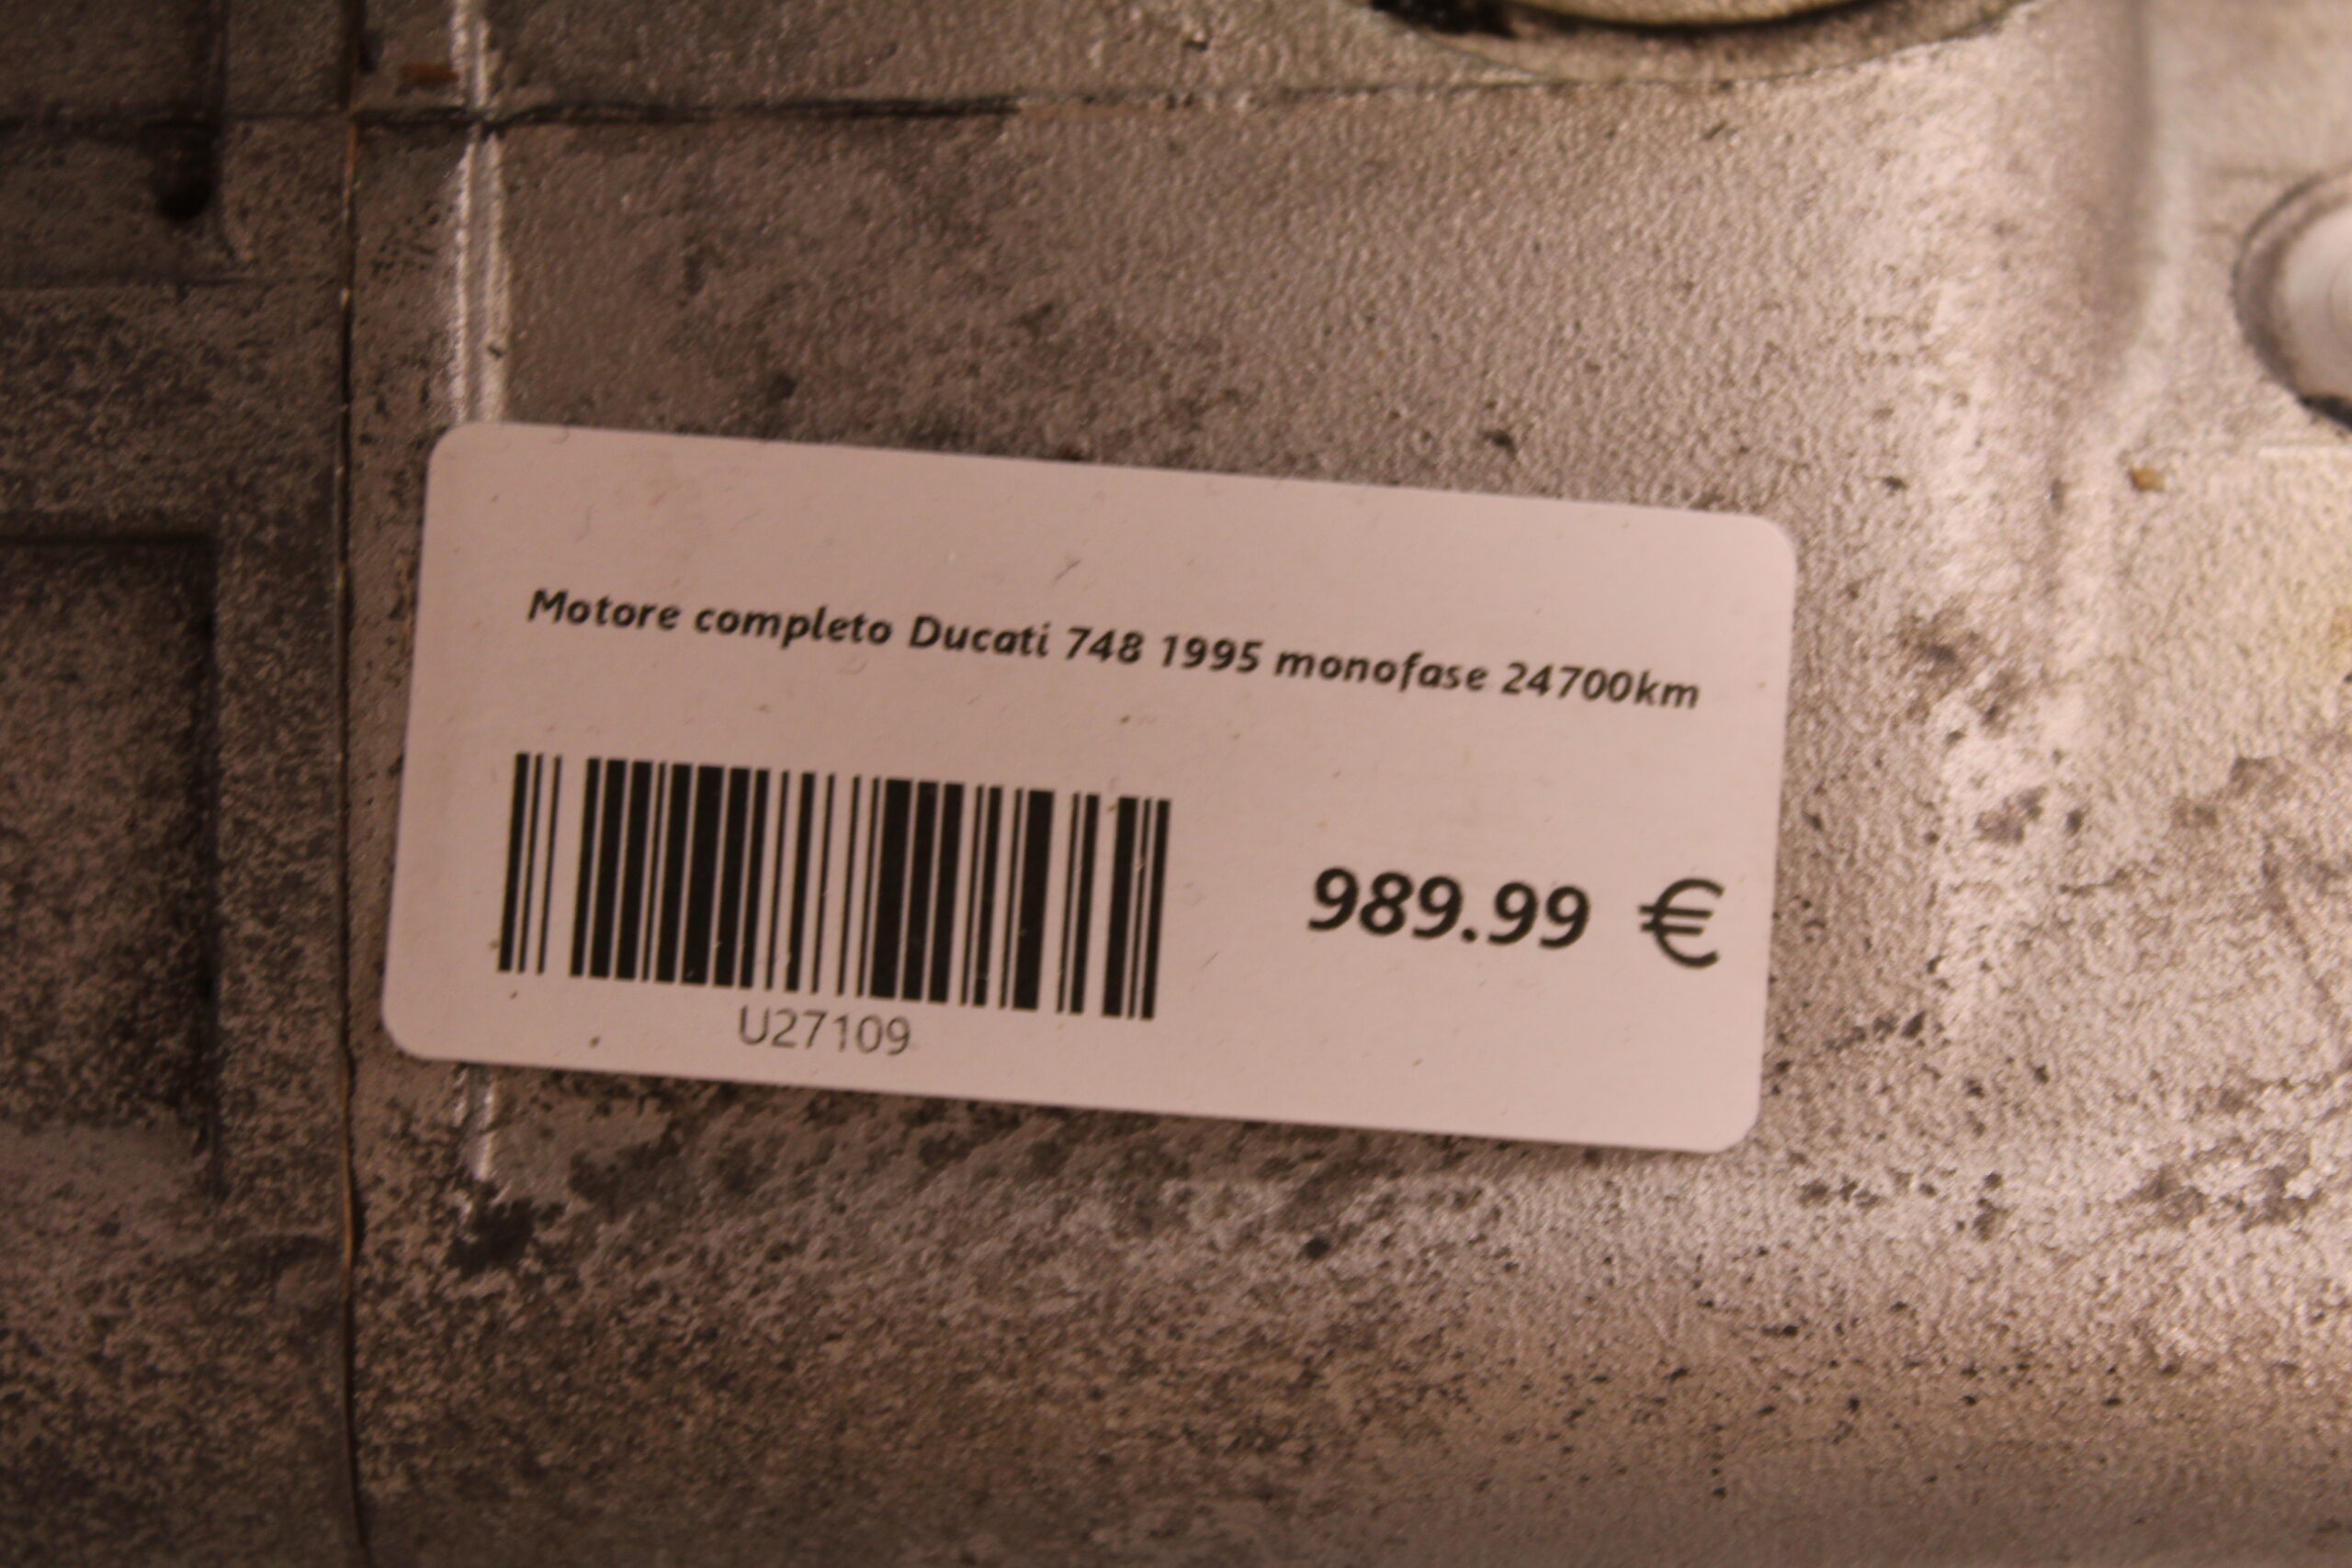 Motore completo Ducati 748 1995 monofase 24700km
989.99 €
U27109